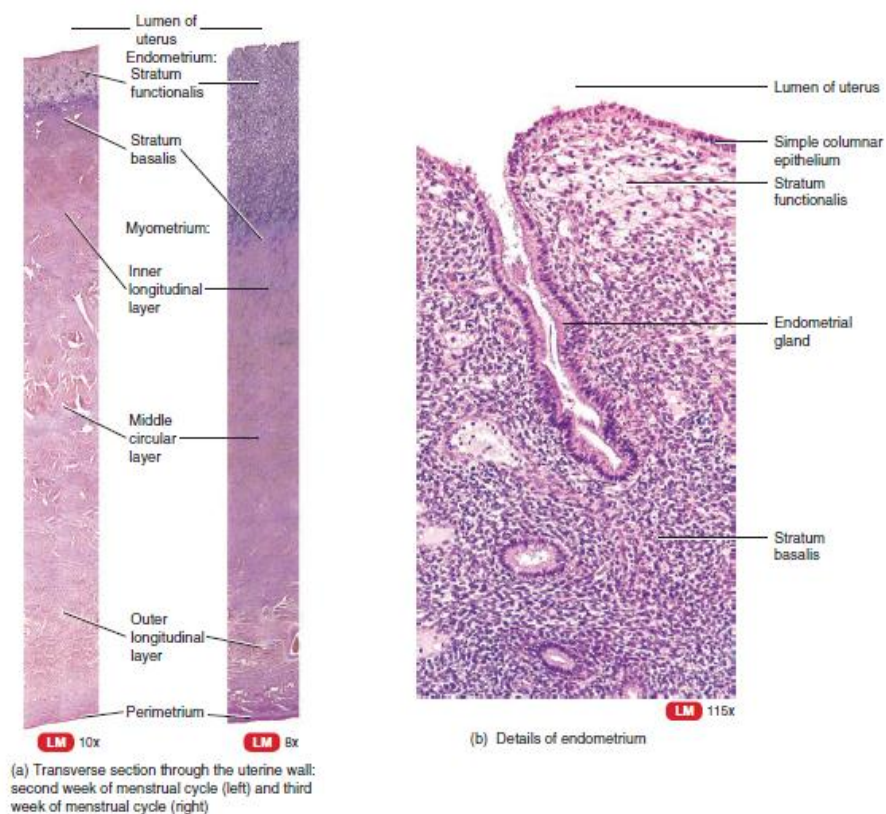 Lumen of
uterus
Endometrium:
Stratum
functionalis
Stratum
basalis
Myometrium:
Inner
longitudinal
layer
Middle
circular
layer
Outer
longitudinal
layer
Perimetrium
LM 10x
LM 8x
(a) Transverse section through the uterine wall:
second week of menstrual cycle (left) and third
week of menstrual cycle (right)
Lumen of uterus
Simple columnar
epithelium
Stratum
functionalis
Endometrial
gland
Stratum
basalis
LM 115x
(b) Details of endometrium